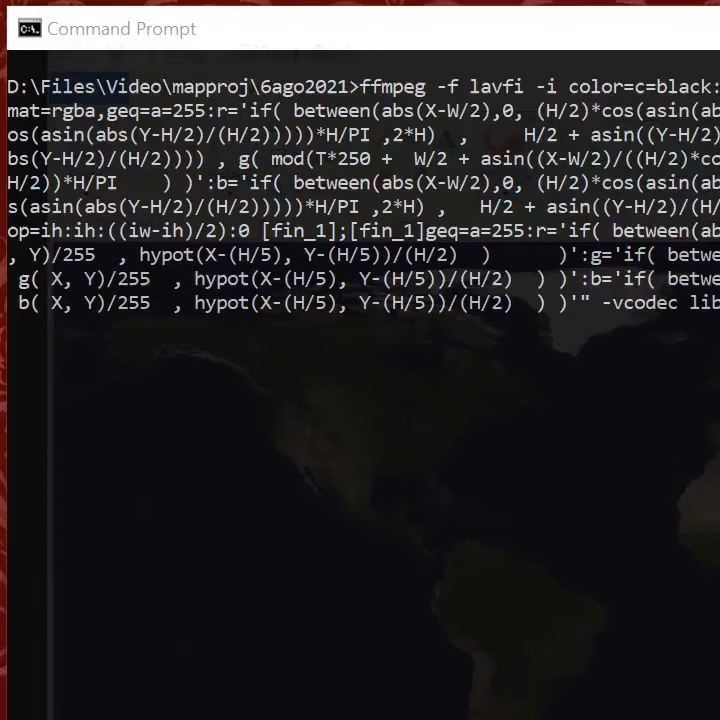 Command Prompt
D:\Files\Video\mapproj\6ago2021>ffmpeg -f lavfi -i color=c=black:
mat=rgba,geq=a=255:r='if( between(abs(X-W/2),0, (H/2)*cos(asin(ab
os(asin(abs(Y-H/2)/(H/2)))))*H/PI ,2*H) , H/2 + asin((Y-H/2)
bs(Y-H/2)/(H/2)))) , g( mod(T*250 + W/2 + asin((X-W/2)/((H/2)*co
H/2))*H/PI ) )':b='if( between(abs(X-W/2),0, (H/2)*cos(asin(abs
s(asin(abs(Y-H/2)/(H/2)))))*H/PI ,2*H) , H/2 + asin((Y-H/2)/(H/
op=ih:ih:((iw-ih)/2):0 [fin_1];[fin_1]geq=a=255:r='if( between(ab
, Y)/255 , hypot(X-(H/5), Y-(H/5))/(H/2) ) )':g='if( betwe
g( X, Y)/255 , hypot(X-(H/5), Y-(H/5))/(H/2) ) )':b='if( betwe
b( X, Y)/255 , hypot(X-(H/5), Y-(H/5))/(H/2) ) )'" -vcodec lib